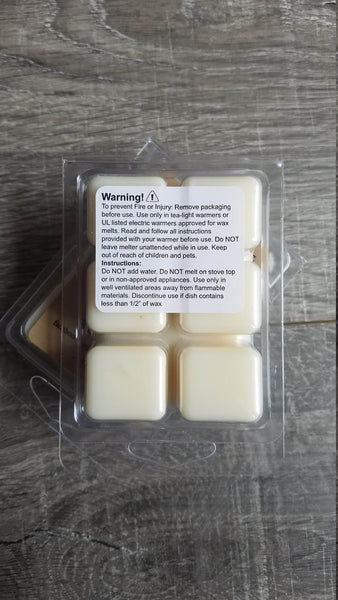 Warning! ⚠
To prevent Fire or Injury: Remove packaging
before use. Use only in tea-light warmers or
UL listed electric warmers approved for wax
melts. Read and follow all instructions
provided with your warmer before use. Do NOT
leave melter unattended while in use. Keep
out of reach of children and pets.
Instructions:
Do NOT add water. Do NOT melt on stove top
or in non-approved appliances. Use only in
well ventilated areas away from flammable
materials. Discontinue use if dish contains
less than 1/2" of wax